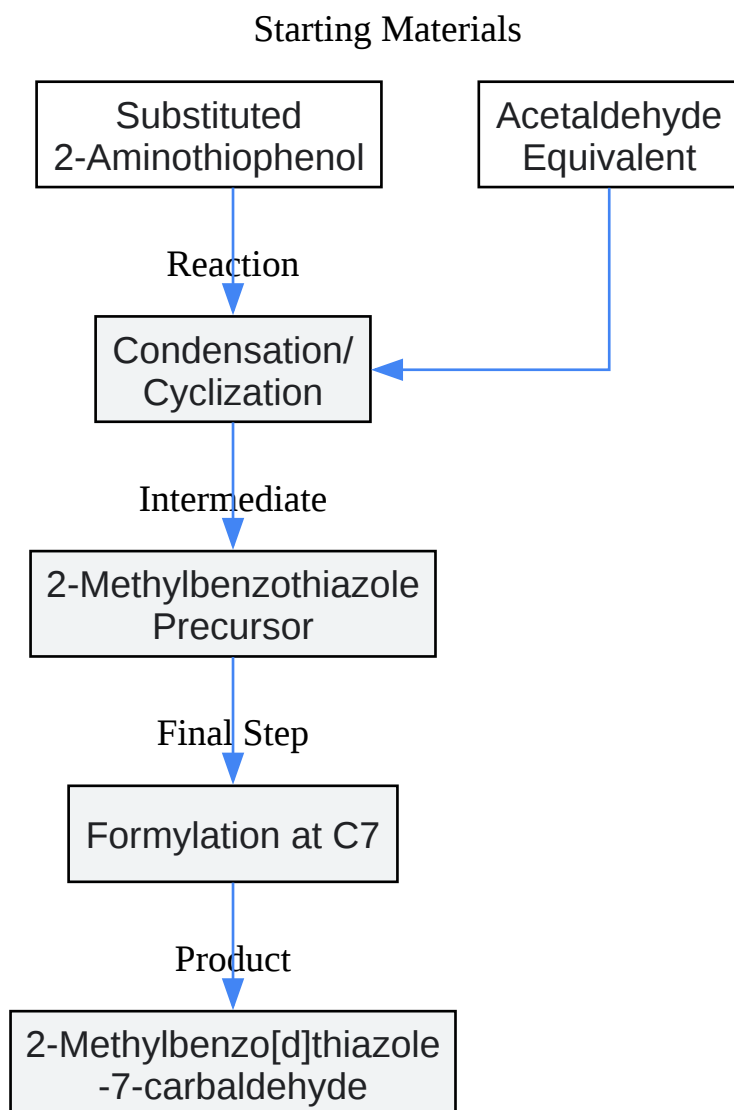 Starting Materials
Substituted
2-Aminothiophenol
Acetaldehyde
Equivalent
Reaction
Condensation/
Cyclization
Intermediate
2-Methylbenzothiazole
Precursor
Final Step
Formylation at C7
Product
2-Methylbenzo[d]thiazole
-7-carbaldehyde